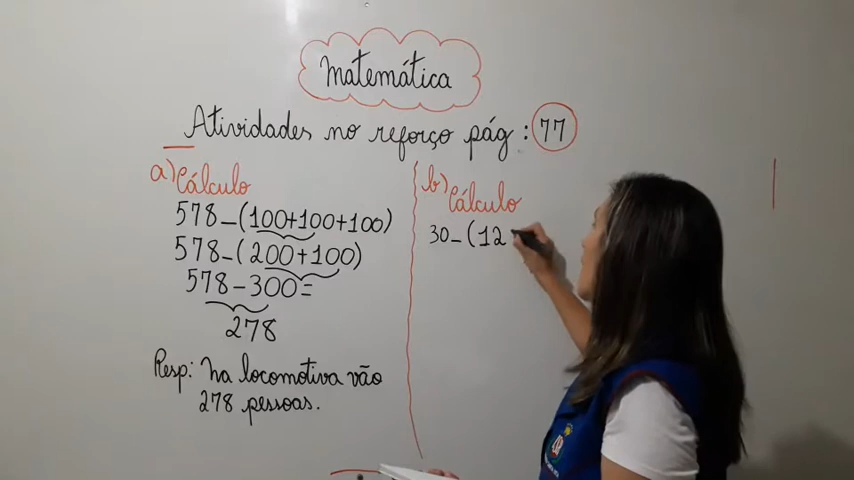 Matemática
Atividades no reforço pág: 77
a) Cálculo
578-(100+100+100)
578-(200+100)
578-300=
278
Resp: Na locomotiva vão
278 pessoas.
b) Cálculo
30-(12